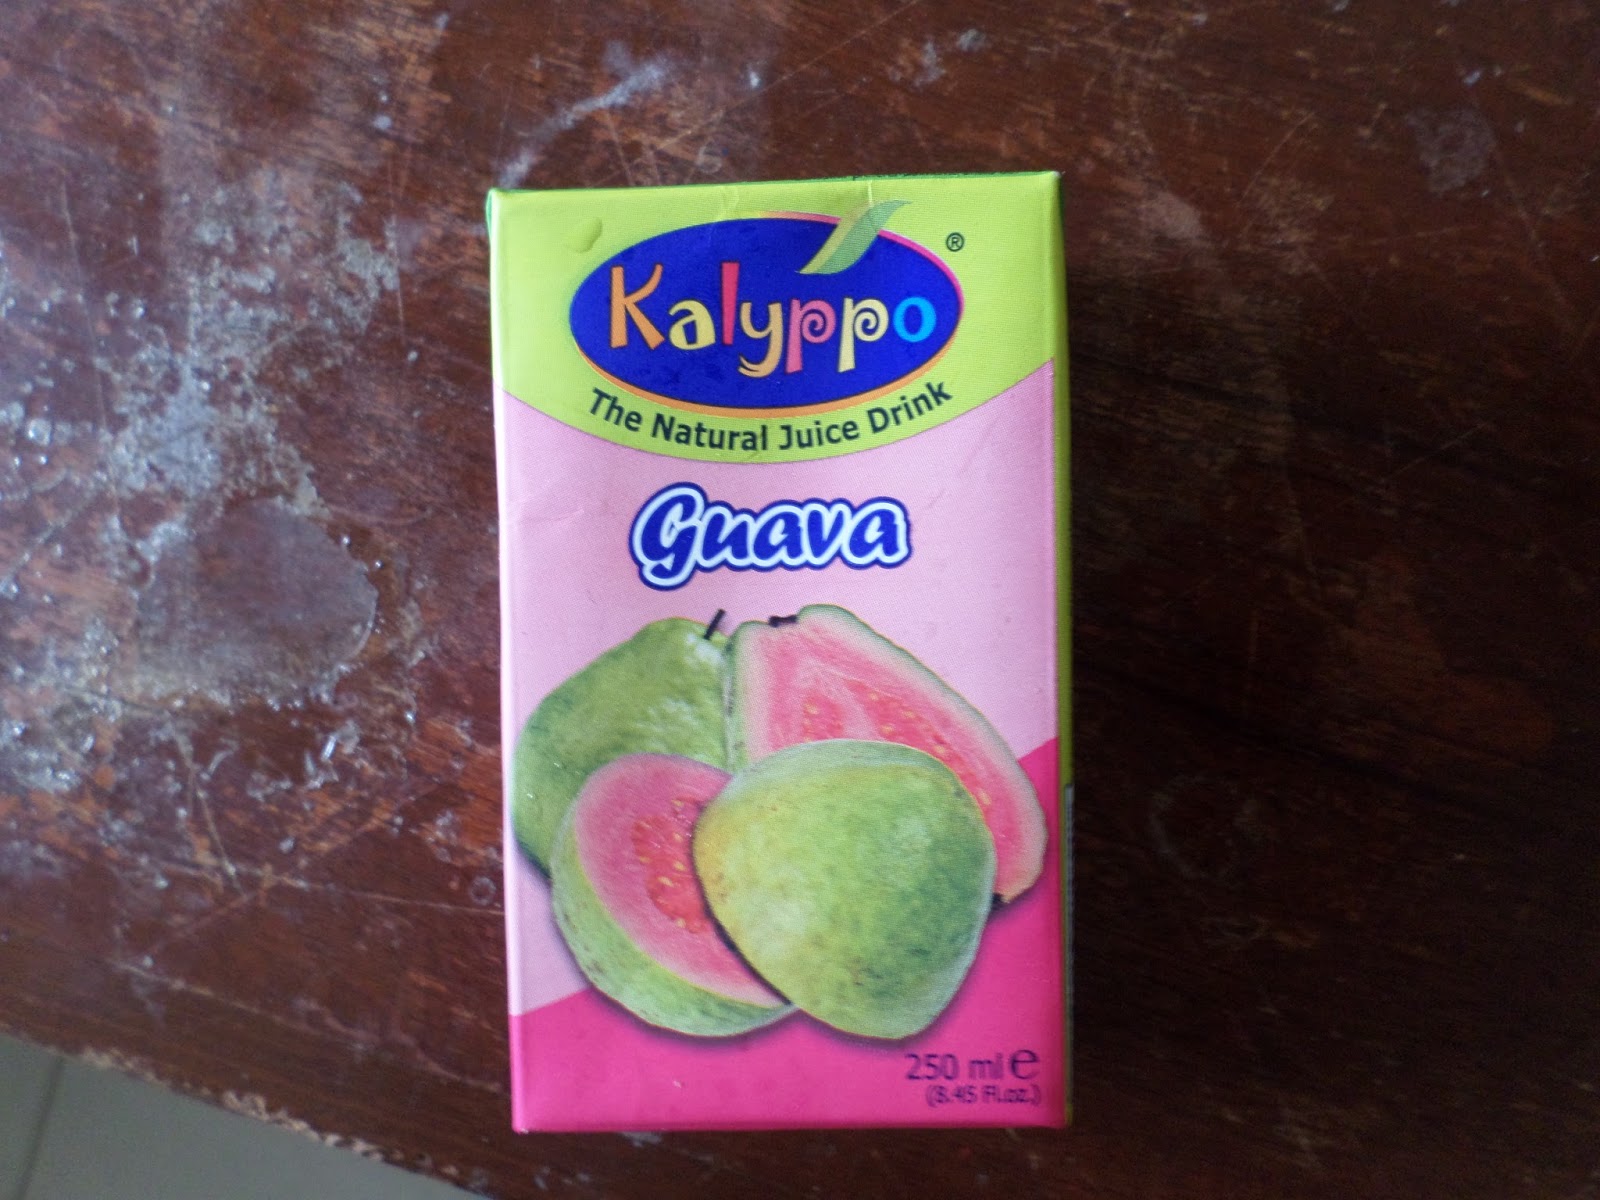 Kalyppo ®
The Natural Juice Drink
Guava
250 ml e
(8.45 Fl.oz.)